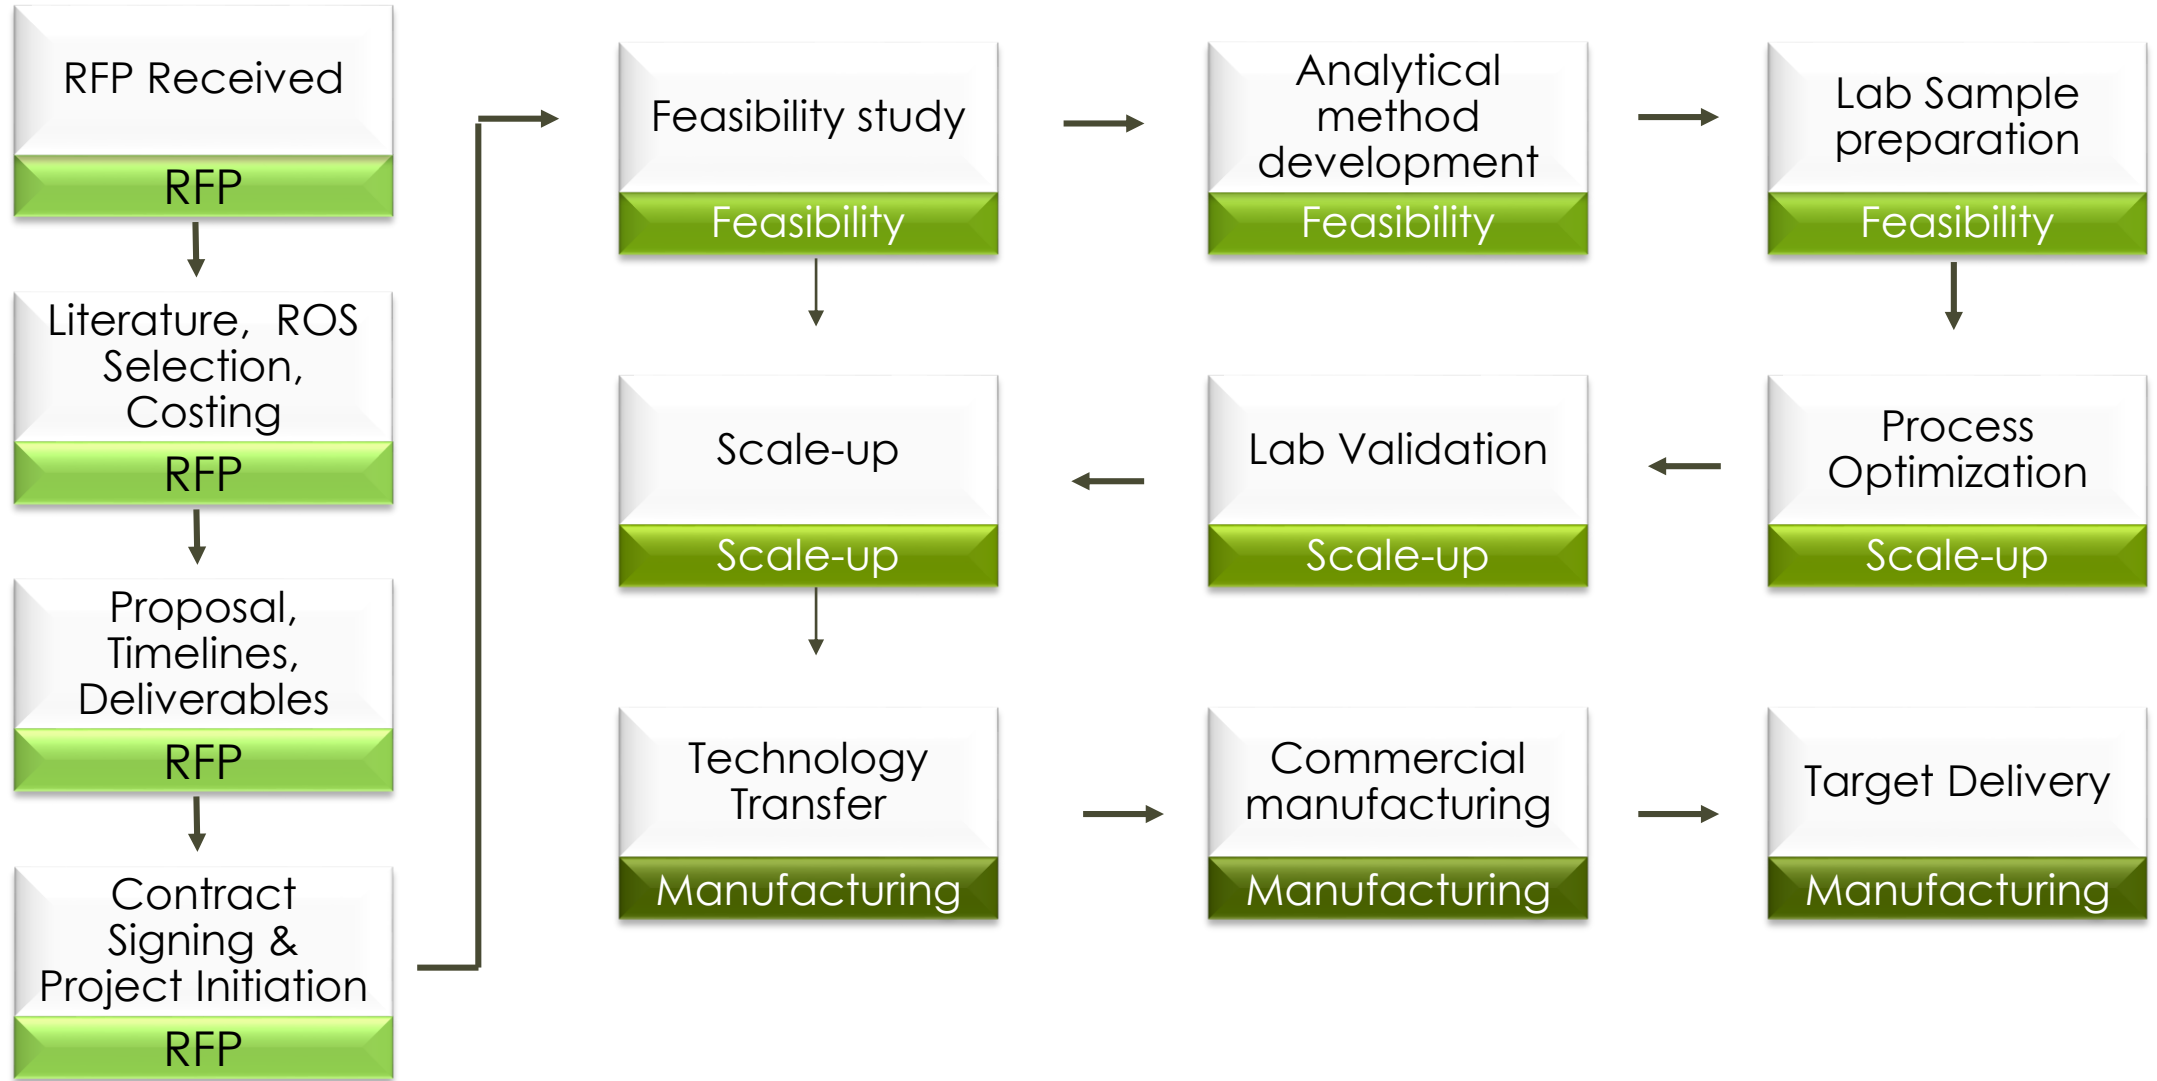 RFP Received
RFP
Literature,  ROS
Selection,
Costing
RFP
Proposal,
Timelines,
Deliverables
RFP
Contract
Signing &
Project Initiation
RFP
Feasibility study
Feasibility
Analytical
method
development
Feasibility
Lab Sample
preparation
Feasibility
Scale-up
Scale-up
Lab Validation
Scale-up
Process
Optimization
Scale-up
Technology
Transfer
Manufacturing
Commercial
manufacturing
Manufacturing
Target Delivery
Manufacturing